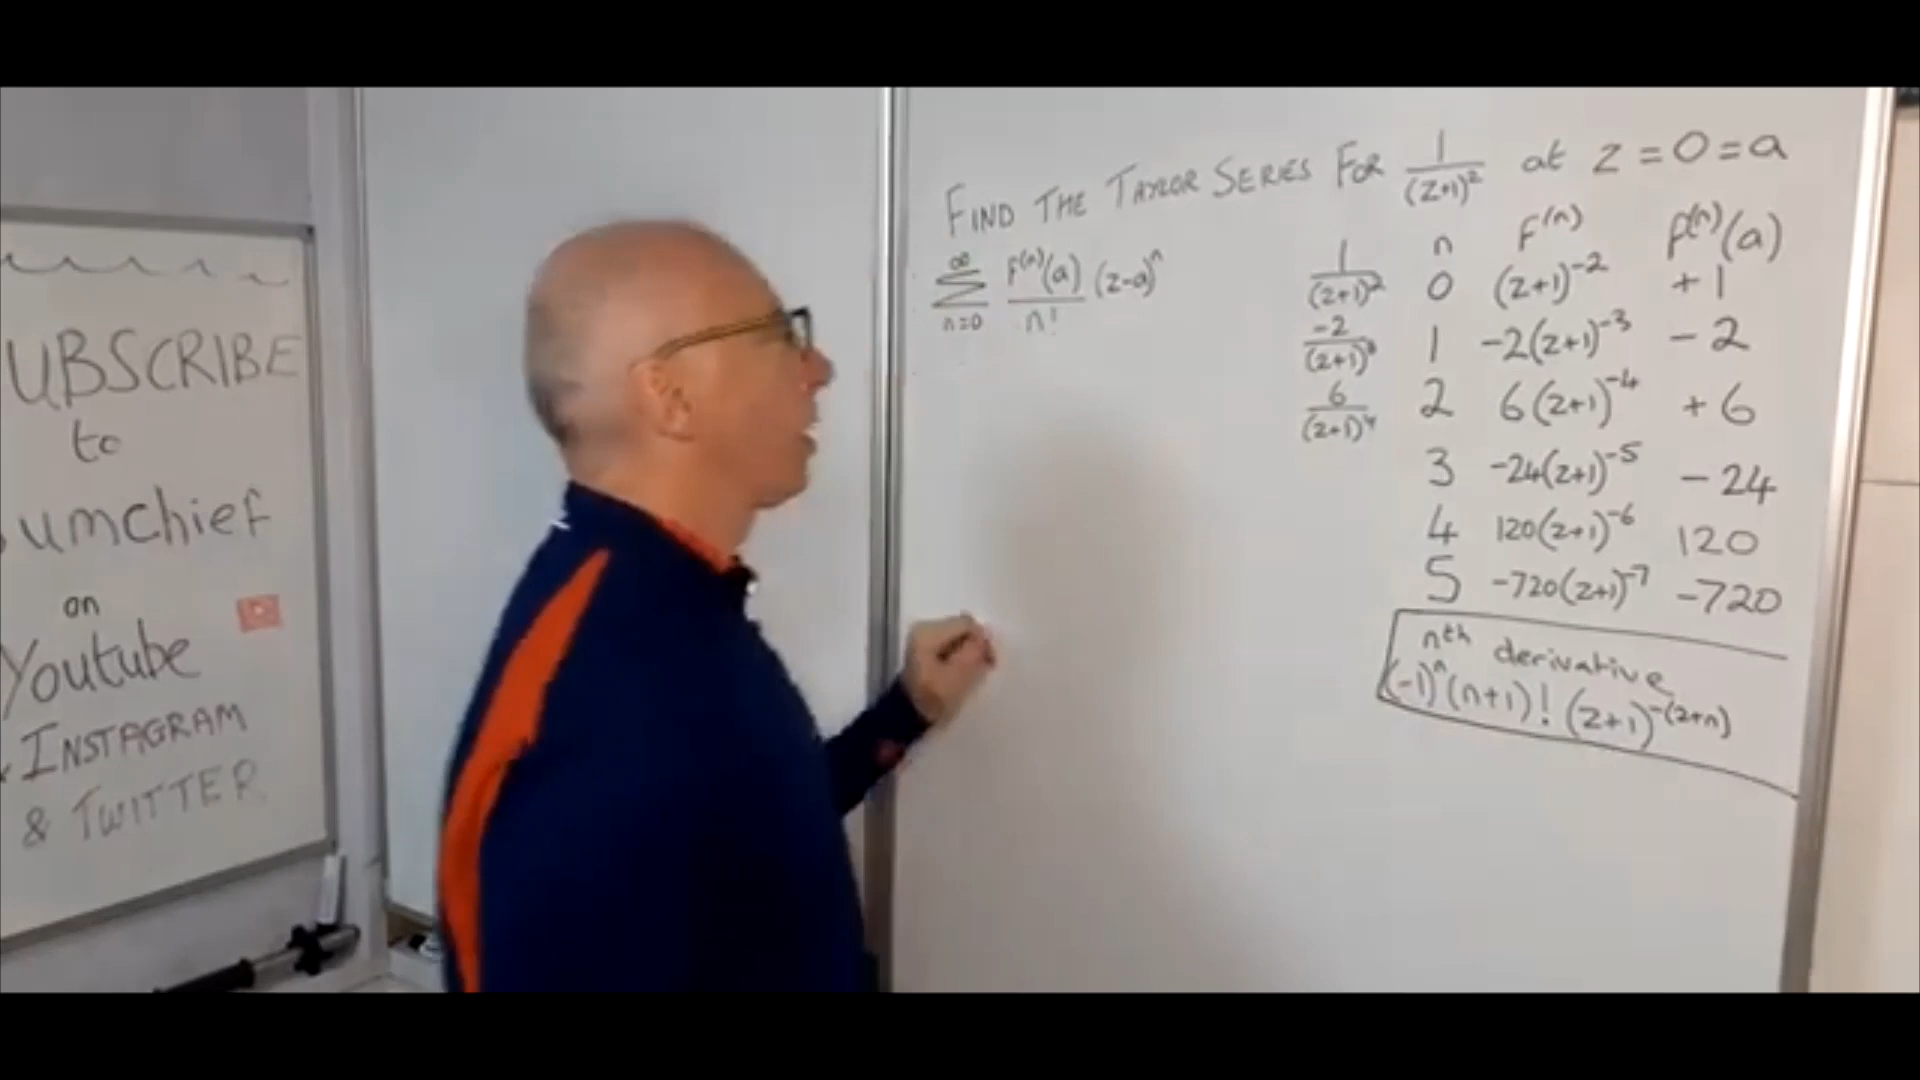 UBSCRIBE
to
umchief
on
Youtube
INSTAGRAM
& TWITTER
FIND THE TAYLOR SERIES FOR 1/(z+1)² at z = 0 = a
∞ Σ n=0 F⁽ⁿ⁾(a)/n! (z-a)ⁿ
n F⁽ⁿ⁾ F⁽ⁿ⁾(a)
1/(z+1)² 0 (z+1)⁻² +1
-2/(z+1)³ 1 -2(z+1)⁻³ -2
6/(z+1)⁴ 2 6(z+1)⁻⁴ +6
3 -24(z+1)⁻⁵ -24
4 120(z+1)⁻⁶ 120
5 -720(z+1)⁻⁷ -720
nth derivative
(-1)ⁿ(n+1)! (z+1)^-(2+n)